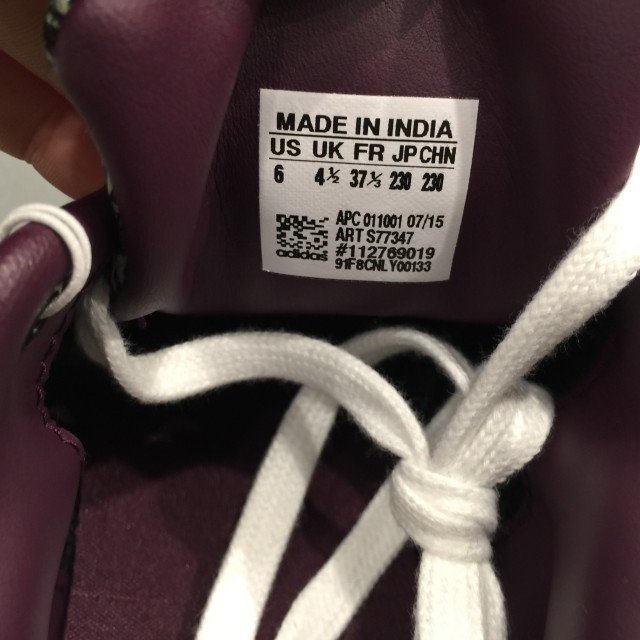 MADE IN INDIA
US UK FR JP CHN
6 4½ 37⅓ 230 230
APC 011001 07/15
ART S77347
#112769019
adidas 91F8CNLY00133